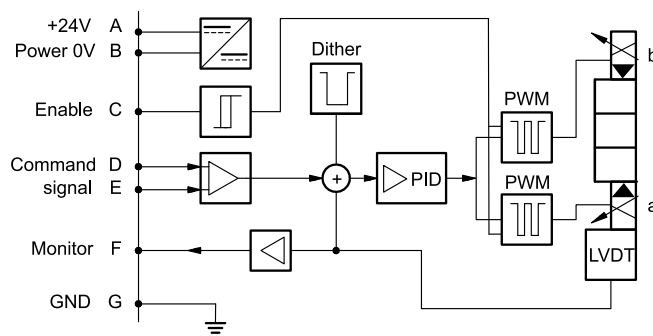 +24V A
Power 0V B
Enable C
Command D
signal E
Monitor F
GND G
Dither
PID
PWM
PWM
b
a
LVDT